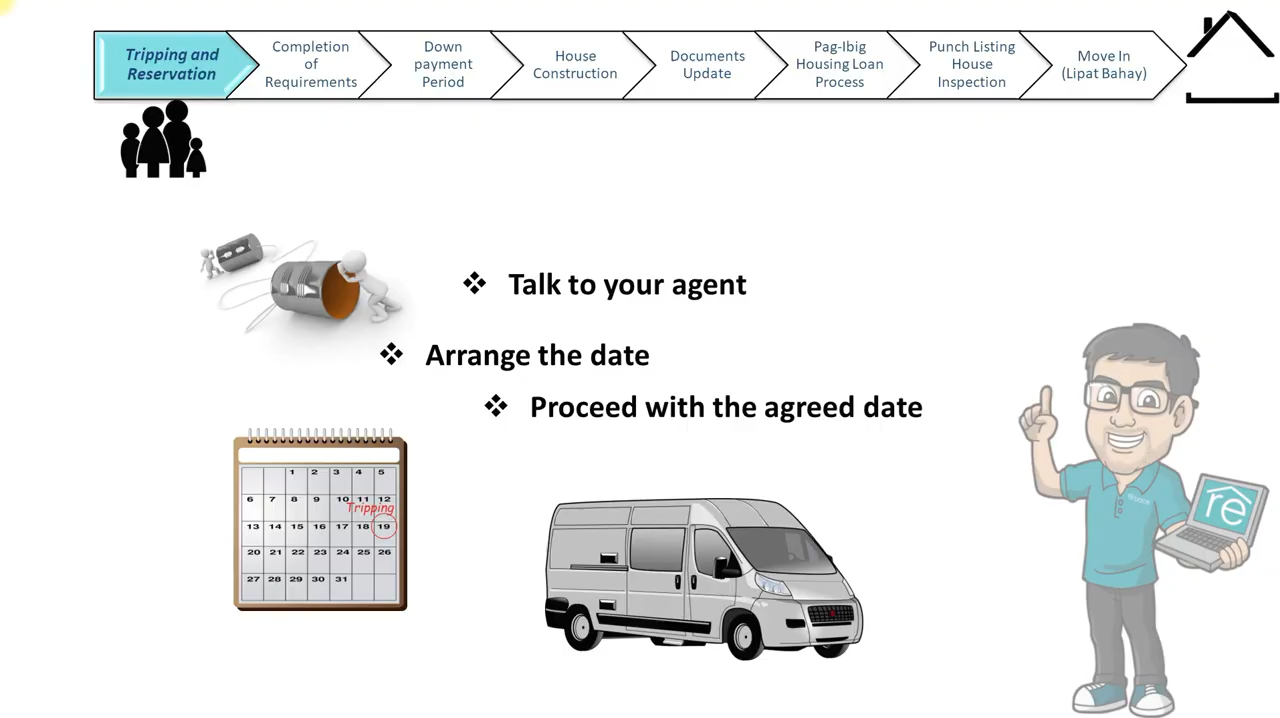 Tripping and
Reservation
Completion
of
Requirements
Down
payment
Period
House
Construction
Documents
Update
Pag-Ibig
Housing Loan
Process
Punch Listing
House
Inspection
Move In
(Lipat Bahay)
Talk to your agent
Arrange the date
Proceed with the agreed date
1 2 3 4 5
6 7 8 9 10 11 12
Tripping
13 14 15 16 17 18 19
20 21 22 23 24 25 26
27 28 29 30 31
re